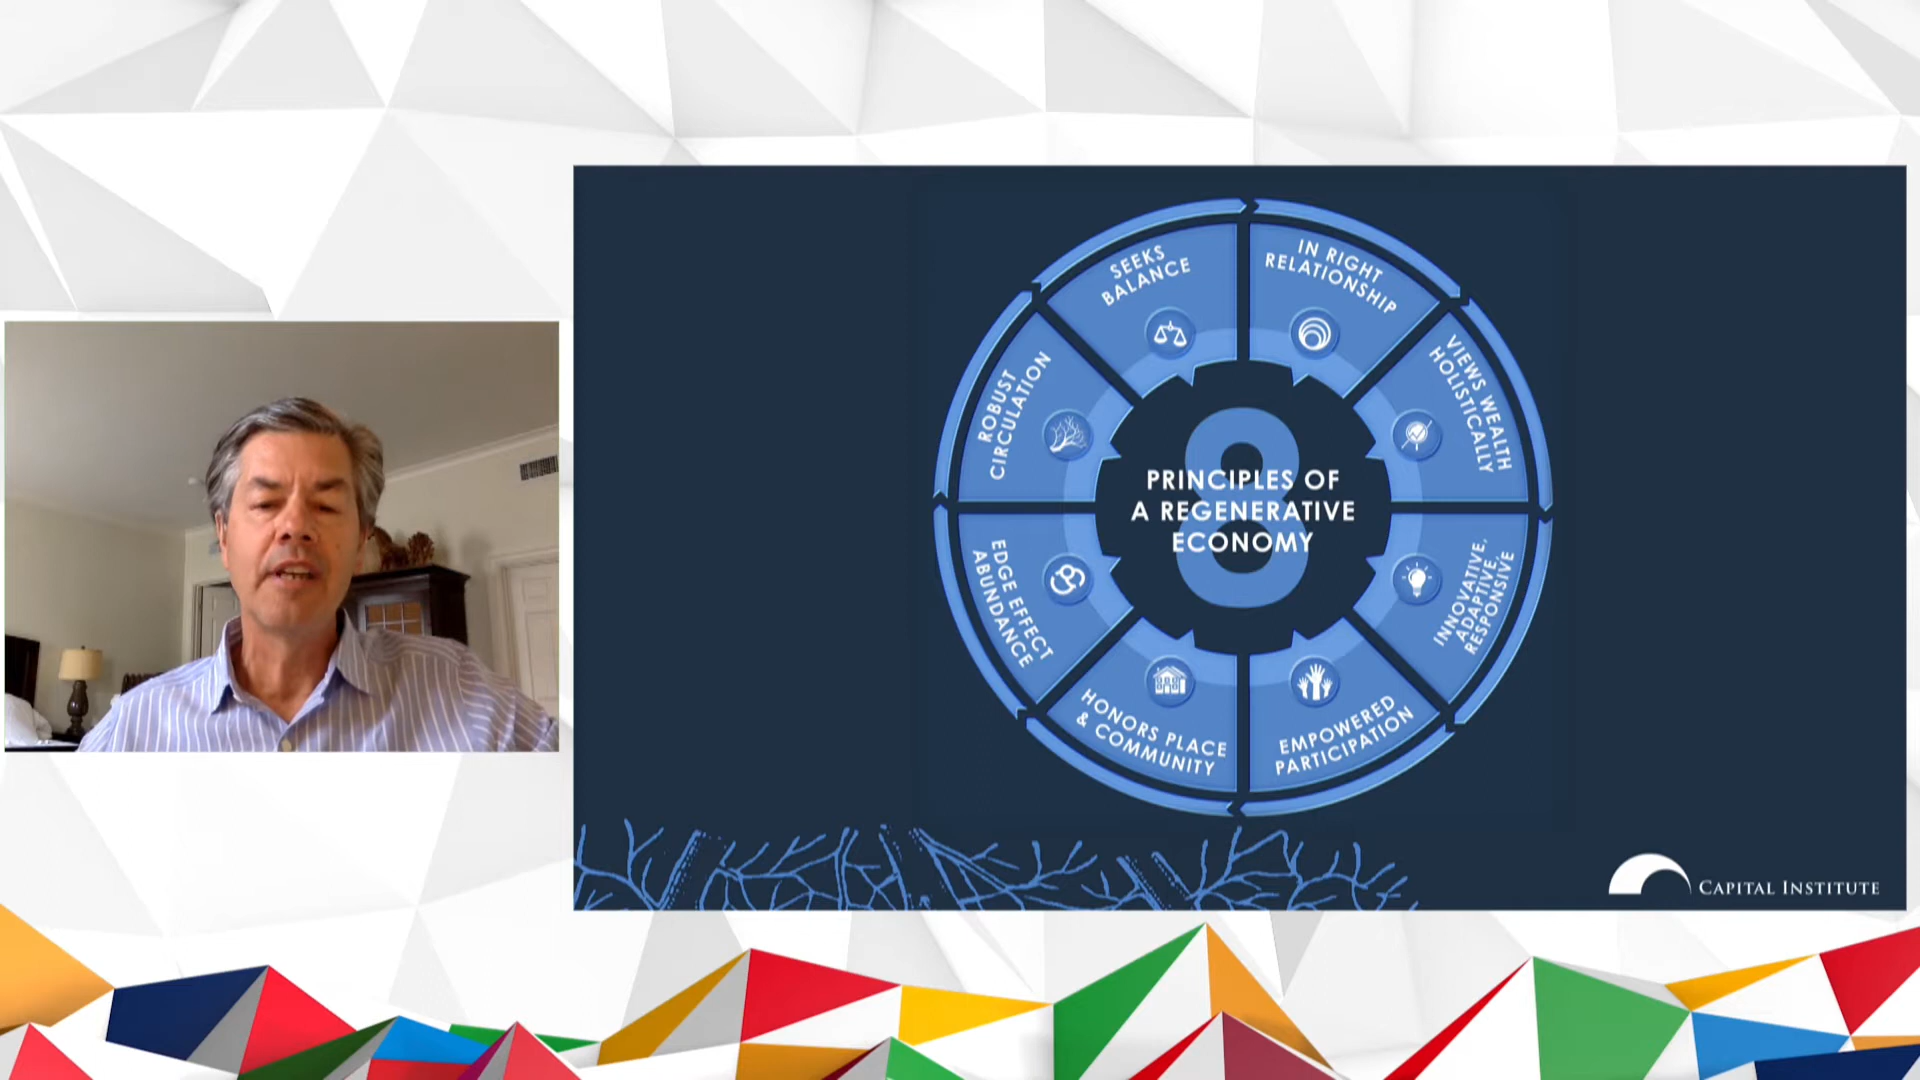 SEEKS
BALANCE
IN RIGHT
RELATIONSHIP
VIEWS WEALTH
HOLISTICALLY
INNOVATIVE,
ADAPTIVE,
RESPONSIVE
EMPOWERED
PARTICIPATION
HONORS PLACE
& COMMUNITY
EDGE EFFECT
ABUNDANCE
ROBUST
CIRCULATION
8
PRINCIPLES OF
A REGENERATIVE
ECONOMY
CAPITAL INSTITUTE